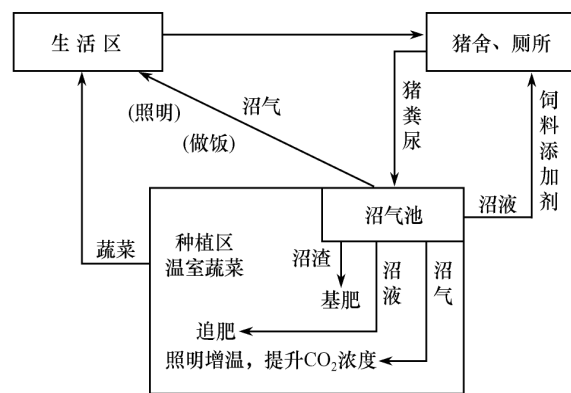 生活区
猪舍、厕所
沼气
(照明)
(做饭)
猪粪尿
饲料添加剂
沼气池
沼液
蔬菜
种植区
温室蔬菜
沼渣
基肥
沼液
沼气
追肥
照明增温，提升CO₂浓度